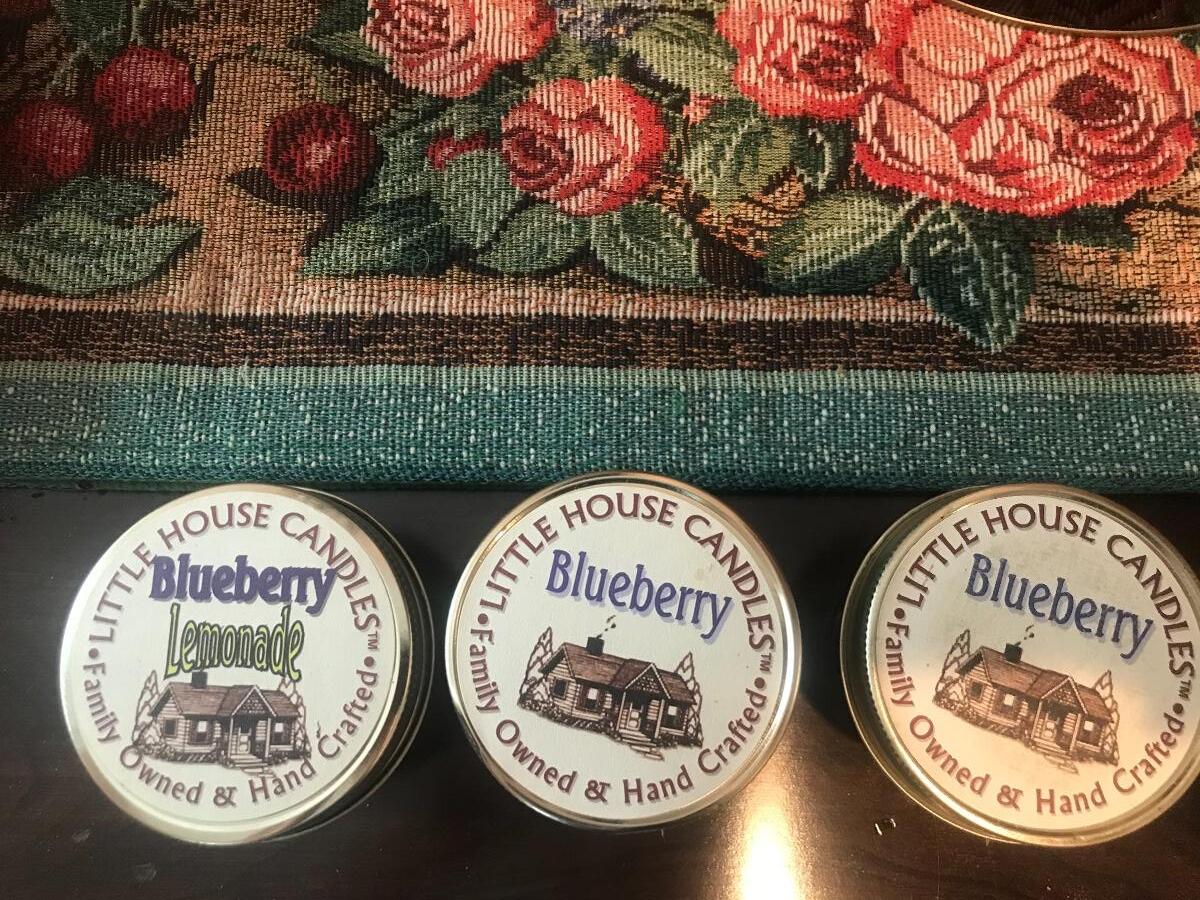 LITTLE HOUSE CANDLES™
Blueberry
Lemonade
•Family Owned & Hand Crafted•
LITTLE HOUSE CANDLES™
Blueberry
•Family Owned & Hand Crafted•
LITTLE HOUSE CANDLES™
Blueberry
•Family Owned & Hand Crafted•